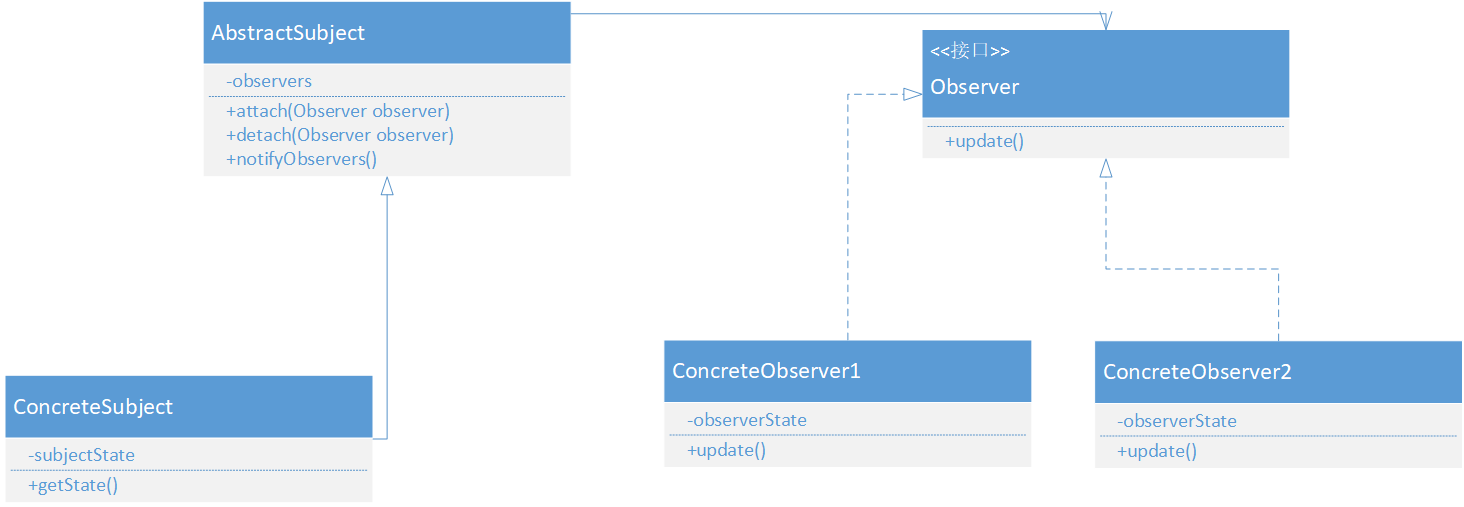 AbstractSubject
-observers
+attach(Observer observer)
+detach(Observer observer)
+notifyObservers()
<<接口>>
Observer
+update()
ConcreteSubject
-subjectState
+getState()
ConcreteObserver1
-observerState
+update()
ConcreteObserver2
-observerState
+update()